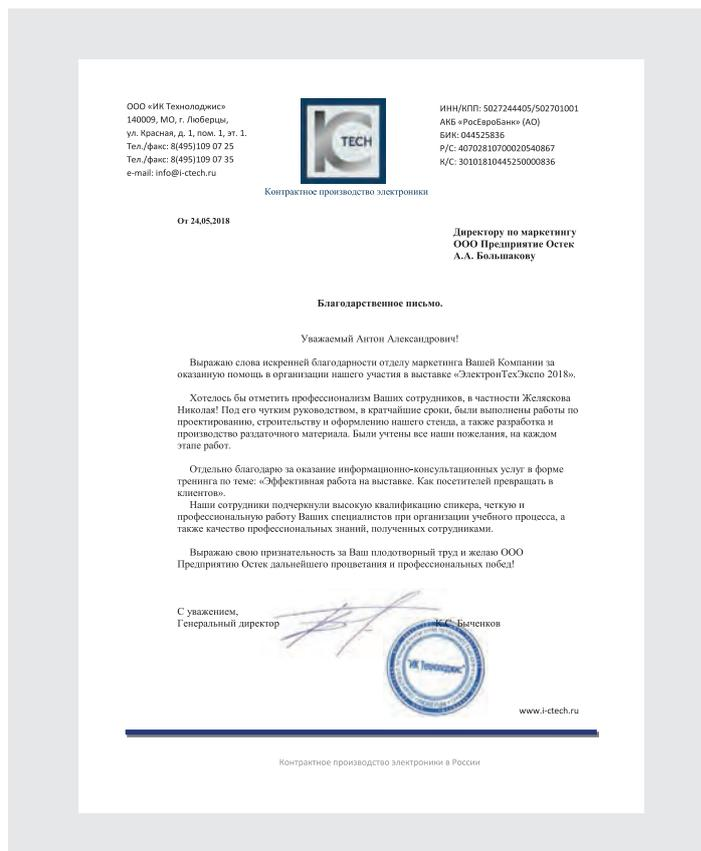 ООО «ИК Технолоджис»
140009, МО, г. Люберцы,
ул. Красная, д. 1, пом. 1, эт. 1.
Тел./факс: 8(495)109 07 25
Тел./факс: 8(495)109 07 35
e-mail: info@i-ctech.ru
IC TECH
Контрактное производство электроники
ИНН/КПП: 5027244405/502701001
АКБ «РосЕвроБанк» (АО)
БИК: 044525836
Р/С: 40702810700020540867
К/С: 30101810445250000836
От 24,05,2018
Директору по маркетингу
ООО Предприятие Остек
А.А. Большакову
Благодарственное письмо.
Уважаемый Антон Александрович!
Выражаю слова искренней благодарности отделу маркетинга Вашей Компании за
оказанную помощь в организации нашего участия в выставке «ЭлектронТехЭкспо 2018».
Хотелось бы отметить профессионализм Ваших сотрудников, в частности Желяскова
Николая! Под его чутким руководством, в кратчайшие сроки, были выполнены работы по
проектированию, строительству и оформлению нашего стенда, а также разработка и
производство раздаточного материала. Были учтены все наши пожелания, на каждом
этапе работ.
Отдельно благодарю за оказание информационно-консультационных услуг в форме
тренинга по теме: «Эффективная работа на выставке. Как посетителей превращать в
клиентов».
Наши сотрудники подчеркнули высокую квалификацию спикера, четкую и
профессиональную работу Ваших специалистов при организации учебного процесса, а
также качество профессиональных знаний, полученных сотрудниками.
Выражаю свою признательность за Ваш плодотворный труд и желаю ООО
Предприятию Остек дальнейшего процветания и профессиональных побед!
С уважением,
Генеральный директор
К.С. Быченков
"ИК Технолоджис"
www.i-ctech.ru
Контрактное производство электроники в России